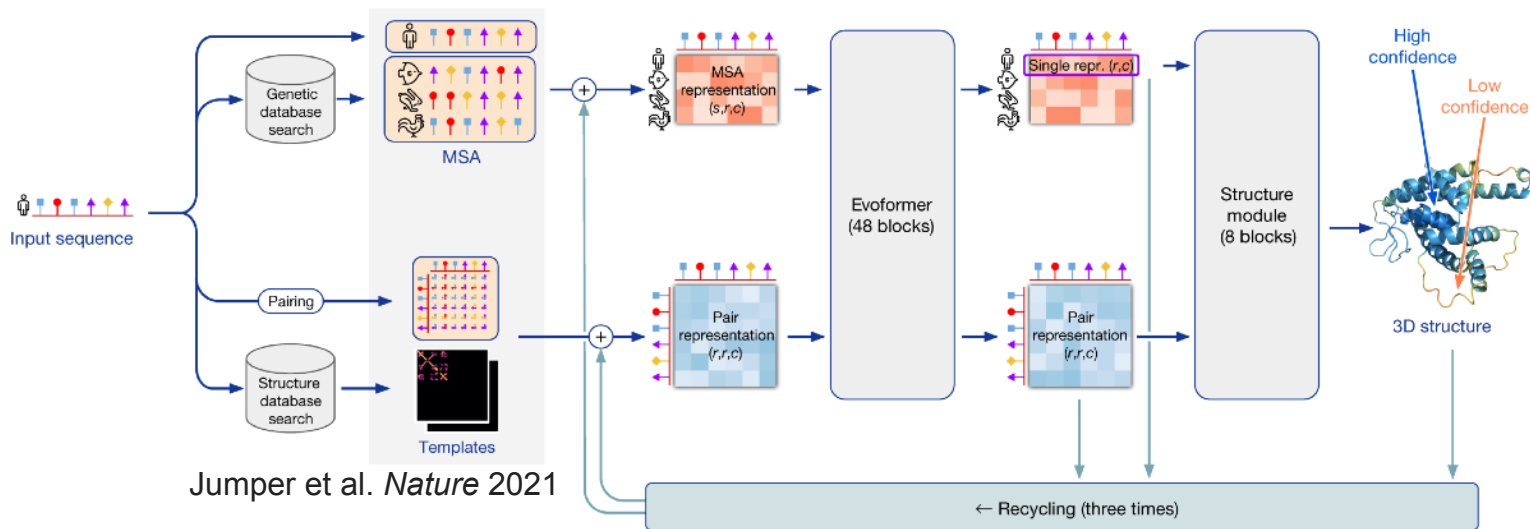 Input sequence
Genetic
database
search
MSA
Pairing
Structure
database
search
Templates
Jumper et al. Nature 2021
+
+
MSA
representation
(s,r,c)
Pair
representation
(r,r,c)
Evoformer
(48 blocks)
Single repr. (r,c)
Pair
representation
(r,r,c)
Structure
module
(8 blocks)
High
confidence
Low
confidence
3D structure
← Recycling (three times)